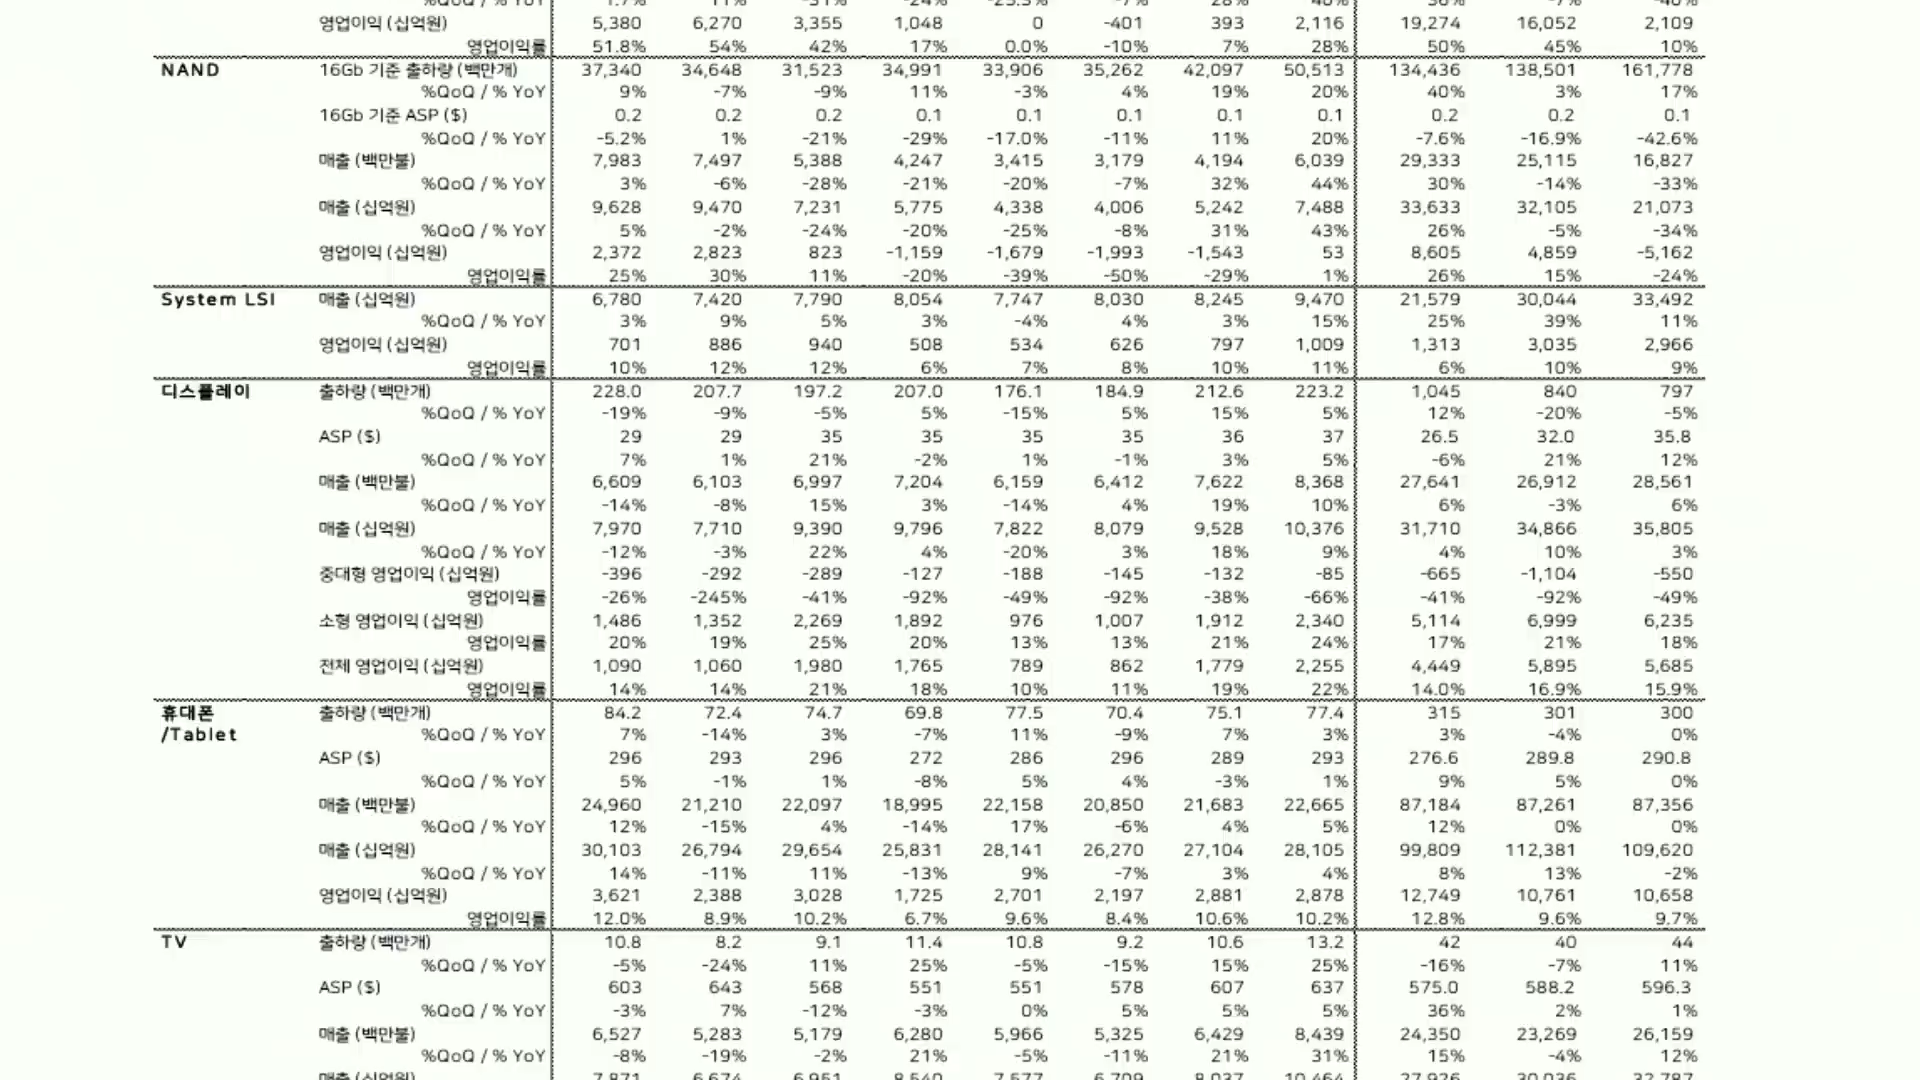 영업이익 (십억원) 5,380 6,270 3,355 1,048 0 -401 393 2,116 19,274 16,052 2,109
영업이익률 51.8% 54% 42% 17% 0.0% -10% 7% 28% 50% 45% 10%
NAND 16Gb 기준 출하량 (백만개) 37,340 34,648 31,523 34,991 33,906 35,262 42,097 50,513 134,436 138,501 161,778
%QoQ / % YoY 9% -7% -9% 11% -3% 4% 19% 20% 40% 3% 17%
16Gb 기준 ASP ($) 0.2 0.2 0.2 0.1 0.1 0.1 0.1 0.1 0.2 0.2 0.1
%QoQ / % YoY -5.2% 1% -21% -29% -17.0% -11% 11% 20% -7.6% -16.9% -42.6%
매출 (백만불) 7,983 7,497 5,388 4,247 3,415 3,179 4,194 6,039 29,333 25,115 16,827
%QoQ / % YoY 3% -6% -28% -21% -20% -7% 32% 44% 30% -14% -33%
매출 (십억원) 9,628 9,470 7,231 5,775 4,338 4,006 5,242 7,488 33,633 32,105 21,073
%QoQ / % YoY 5% -2% -24% -20% -25% -8% 31% 43% 26% -5% -34%
영업이익 (십억원) 2,372 2,823 823 -1,159 -1,679 -1,993 -1,543 53 8,605 4,859 -5,162
영업이익률 25% 30% 11% -20% -39% -50% -29% 1% 26% 15% -24%
System LSI 매출 (십억원) 6,780 7,420 7,790 8,054 7,747 8,030 8,245 9,470 21,579 30,044 33,492
%QoQ / % YoY 3% 9% 5% 3% -4% 4% 3% 15% 25% 39% 11%
영업이익 (십억원) 701 886 940 508 534 626 797 1,009 1,313 3,035 2,966
영업이익률 10% 12% 12% 6% 7% 8% 10% 11% 6% 10% 9%
디스플레이 출하량 (백만개) 228.0 207.7 197.2 207.0 176.1 184.9 212.6 223.2 1,045 840 797
%QoQ / % YoY -19% -9% -5% 5% -15% 5% 15% 5% 12% -20% -5%
ASP ($) 29 29 35 35 35 35 36 37 26.5 32.0 35.8
%QoQ / % YoY 7% 1% 21% -2% 1% -1% 3% 5% -6% 21% 12%
매출 (백만불) 6,609 6,103 6,997 7,204 6,159 6,412 7,622 8,368 27,641 26,912 28,561
%QoQ / % YoY -14% -8% 15% 3% -14% 4% 19% 10% 6% -3% 6%
매출 (십억원) 7,970 7,710 9,390 9,796 7,822 8,079 9,528 10,376 31,710 34,866 35,805
%QoQ / % YoY -12% -3% 22% 4% -20% 3% 18% 9% 4% 10% 3%
중대형 영업이익 (십억원) -396 -292 -289 -127 -188 -145 -132 -85 -665 -1,104 -550
영업이익률 -26% -245% -41% -92% -49% -92% -38% -66% -41% -92% -49%
소형 영업이익 (십억원) 1,486 1,352 2,269 1,892 976 1,007 1,912 2,340 5,114 6,999 6,235
영업이익률 20% 19% 25% 20% 13% 13% 21% 24% 17% 21% 18%
전체 영업이익 (십억원) 1,090 1,060 1,980 1,765 789 862 1,779 2,255 4,449 5,895 5,685
영업이익률 14% 14% 21% 18% 10% 11% 19% 22% 14.0% 16.9% 15.9%
휴대폰 출하량 (백만개) 84.2 72.4 74.7 69.8 77.5 70.4 75.1 77.4 315 301 300
/Tablet %QoQ / % YoY 7% -14% 3% -7% 11% -9% 7% 3% 3% -4% 0%
ASP ($) 296 293 296 272 286 296 289 293 276.6 289.8 290.8
%QoQ / % YoY 5% -1% 1% -8% 5% 4% -3% 1% 9% 5% 0%
매출 (백만불) 24,960 21,210 22,097 18,995 22,158 20,850 21,683 22,665 87,184 87,261 87,356
%QoQ / % YoY 12% -15% 4% -14% 17% -6% 4% 5% 12% 0% 0%
매출 (십억원) 30,103 26,794 29,654 25,831 28,141 26,270 27,104 28,105 99,809 112,381 109,620
%QoQ / % YoY 14% -11% 11% -13% 9% -7% 3% 4% 8% 13% -2%
영업이익 (십억원) 3,621 2,388 3,028 1,725 2,701 2,197 2,881 2,878 12,749 10,761 10,658
영업이익률 12.0% 8.9% 10.2% 6.7% 9.6% 8.4% 10.6% 10.2% 12.8% 9.6% 9.7%
TV 출하량 (백만개) 10.8 8.2 9.1 11.4 10.8 9.2 10.6 13.2 42 40 44
%QoQ / % YoY -5% -24% 11% 25% -5% -15% 15% 25% -16% -7% 11%
ASP ($) 603 643 568 551 551 578 607 637 575.0 588.2 596.3
%QoQ / % YoY -3% 7% -12% -3% 0% 5% 5% 5% 36% 2% 1%
매출 (백만불) 6,527 5,283 5,179 6,280 5,966 5,325 6,429 8,439 24,350 23,269 26,159
%QoQ / % YoY -8% -19% -2% 21% -5% -11% 21% 31% 15% -4% 12%